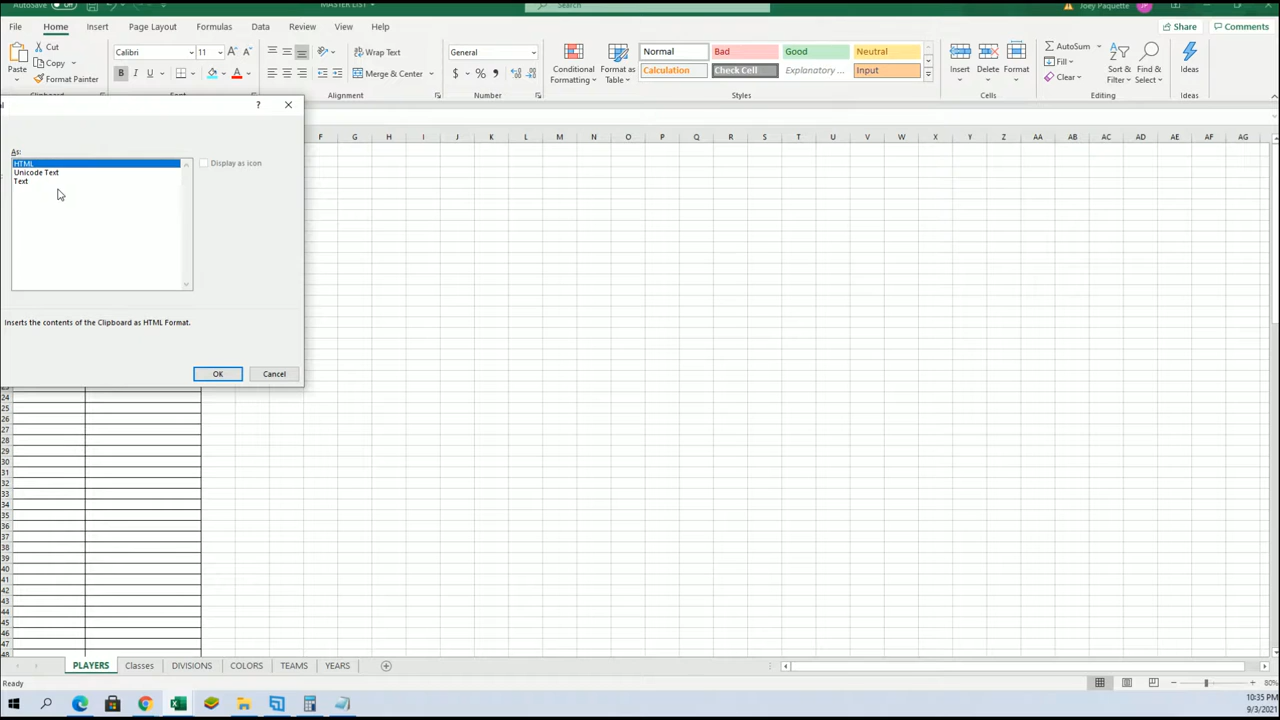 AutoSave Off MASTER LIST Search Joey Paquette JP
File Home Insert Page Layout Formulas Data Review View Help Share Comments
Cut Calibri 11 Wrap Text General Normal Bad Good Neutral AutoSum
Copy Fill
Paste Format Painter Merge & Center Conditional Formatting Format as Table Calculation Check Cell Explanatory ... Input Insert Delete Format Clear Sort & Filter Find & Select Ideas
Alignment Number Styles Cells Editing Ideas
F G H I J K L M N O P Q R S T U V W X Y Z AA AB AC AD AE AF AG
As:
HTML Display as icon
Unicode Text
Text
Inserts the contents of the Clipboard as HTML Format.
OK Cancel
24
25
26
27
28
29
30
31
32
33
34
35
36
37
38
39
40
41
42
43
44
45
46
47
48
PLAYERS Classes DIVISIONS COLORS TEAMS YEARS
Ready 80%
10:35 PM
9/3/2021